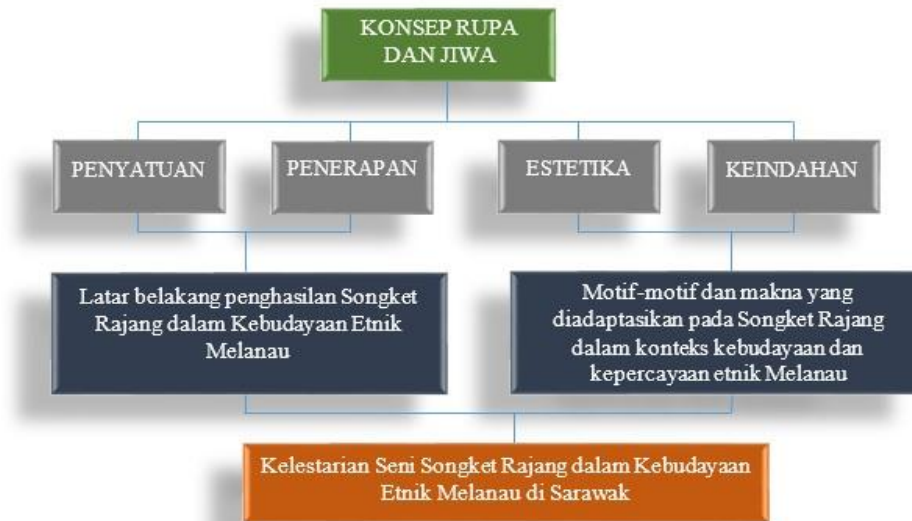 KONSEP RUPA
DAN JIWA
PENYATUAN
PENERAPAN
ESTETIKA
KEINDAHAN
Latar belakang penghasilan Songket
Rajang dalam Kebudayaan Etnik
Melanau
Motif-motif dan makna yang
diadaptasikan pada Songket Rajang
dalam konteks kebudayaan dan
kepercayaan etnik Melanau
Kelestarian Seni Songket Rajang dalam Kebudayaan
Etnik Melanau di Sarawak